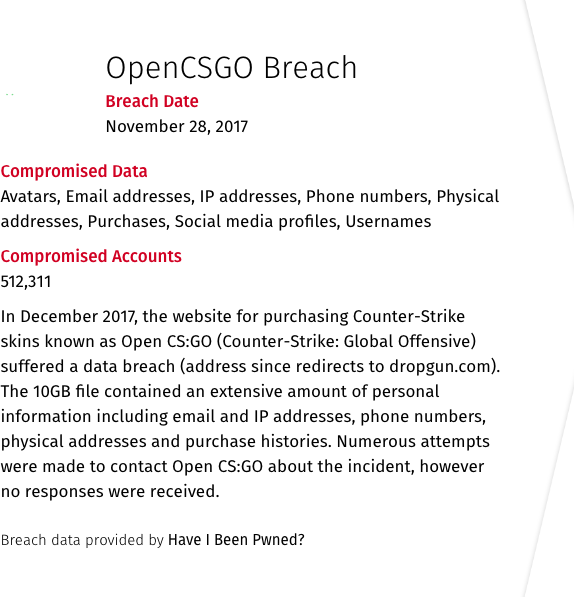 OpenCSGO Breach
Breach Date
November 28, 2017
Compromised Data
Avatars, Email addresses, IP addresses, Phone numbers, Physical
addresses, Purchases, Social media profiles, Usernames
Compromised Accounts
512,311
In December 2017, the website for purchasing Counter-Strike
skins known as Open CS:GO (Counter-Strike: Global Offensive)
suffered a data breach (address since redirects to dropgun.com).
The 10GB file contained an extensive amount of personal
information including email and IP addresses, phone numbers,
physical addresses and purchase histories. Numerous attempts
were made to contact Open CS:GO about the incident, however
no responses were received.
Breach data provided by Have I Been Pwned?